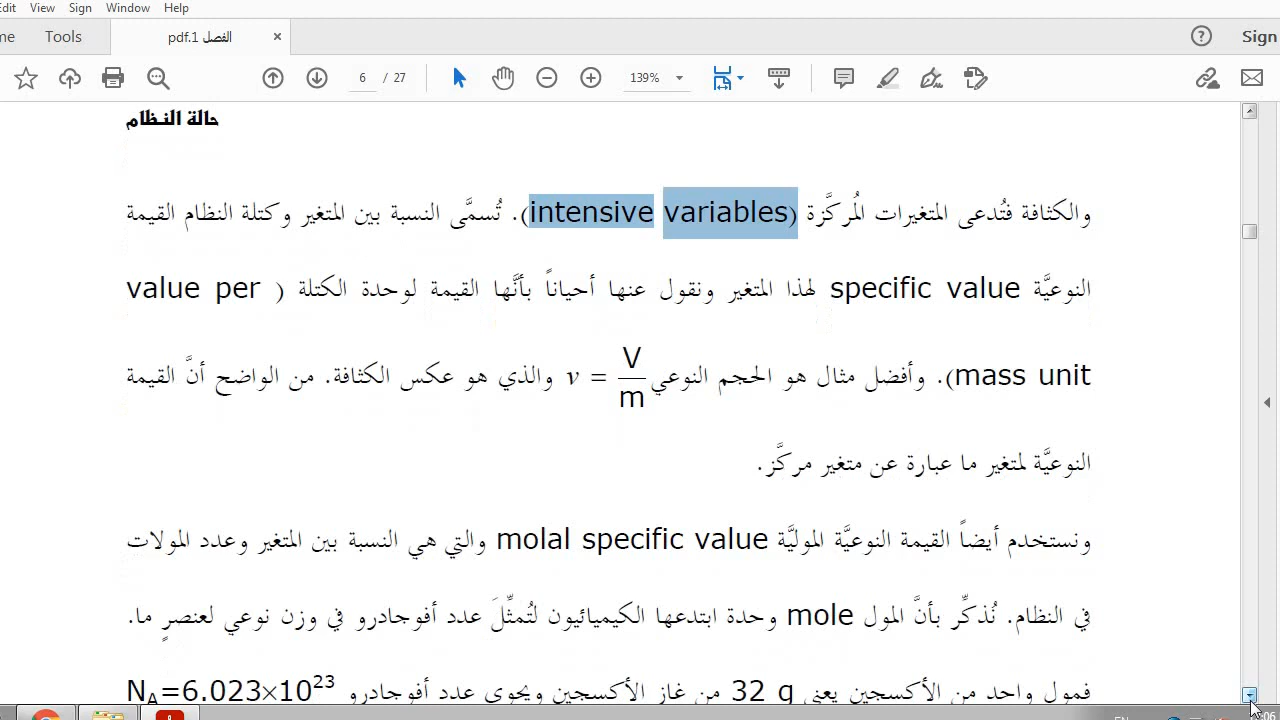 Edit View Sign Window Help
Tools الفصل 1.pdf × Sign
6 / 27 139%
حالة النظام
والكثافة فتُدعى المتغيرات المُركَّزة (intensive variables). تُسمَّى النسبة بين المتغير وكتلة النظام القيمة
النوعيَّة specific value لهذا المتغير ونقول عنها أحياناً بأنَّها القيمة لوحدة الكتلة (value per
mass unit). وأفضل مثال هو الحجم النوعي v = V/m والذي هو عكس الكثافة. من الواضح أنَّ القيمة
النوعيَّة لمتغير ما عبارة عن متغير مركَّز.
ونستخدم أيضاً القيمة النوعيَّة الموليَّة molal specific value والتي هي النسبة بين المتغير وعدد المولات
في النظام. نُذكِّر بأنَّ المول mole وحدة ابتدعها الكيميائيون لتُمثِّلَ عدد أفوجادرو في وزن نوعي لعنصرٍ ما.
فمول واحد من الأكسجين يعني 32 g من غاز الأكسجين ويحوي عدد أفوجادرو N_A=6.023×10^23